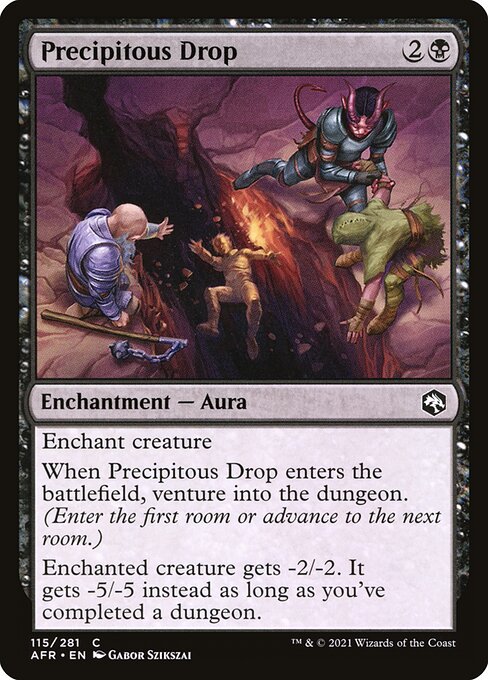 Precipitous Drop 2
Enchantment — Aura
Enchant creature
When Precipitous Drop enters the
battlefield, venture into the dungeon.
(Enter the first room or advance to the next
room.)
Enchanted creature gets -2/-2. It
gets -5/-5 instead as long as you've
completed a dungeon.
115/281 C
™ & © 2021 Wizards of the Coast
AFR • EN Gabor Szikszai